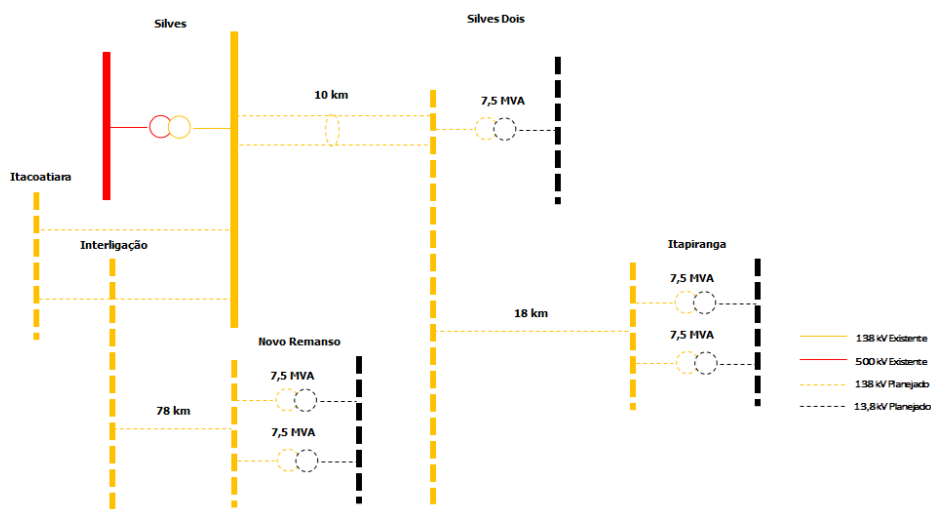 Silves
Silves Dois
10 km
7,5 MVA
Itacoatiara
Interligação
Itapiranga
7,5 MVA
18 km
7,5 MVA
Novo Remanso
7,5 MVA
78 km
7,5 MVA
138 kV Existente
500 kV Existente
138 kV Planejado
13,8 kV Planejado